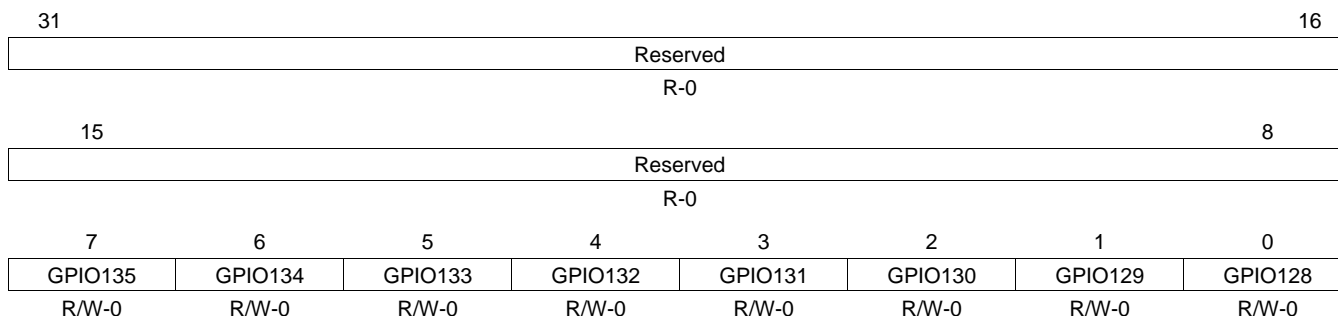 31 16
Reserved
R-0
15 8
Reserved
R-0
7 6 5 4 3 2 1 0
GPIO135 GPIO134 GPIO133 GPIO132 GPIO131 GPIO130 GPIO129 GPIO128
R/W-0 R/W-0 R/W-0 R/W-0 R/W-0 R/W-0 R/W-0 R/W-0